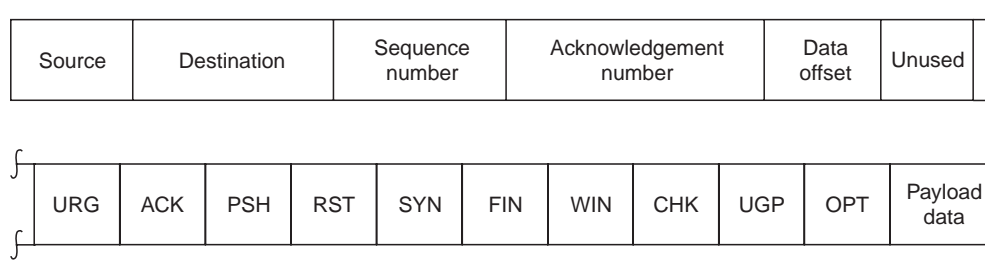 Source
Destination
Sequence
number
Acknowledgement
number
Data
offset
Unused
URG
ACK
PSH
RST
SYN
FIN
WIN
CHK
UGP
OPT
Payload
data